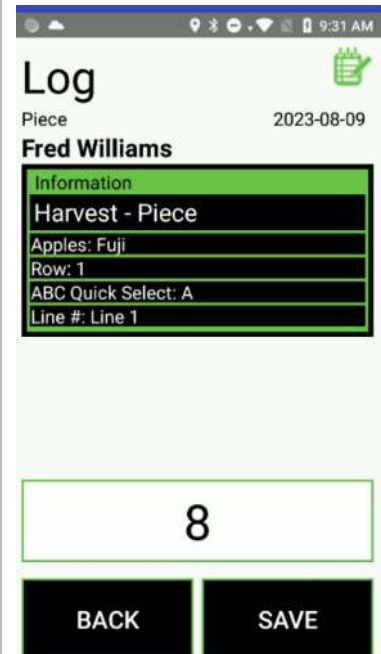 9:31 AM
Log
Piece 2023-08-09
Fred Williams
Information
Harvest - Piece
Apples: Fuji
Row: 1
ABC Quick Select: A
Line #: Line 1
8
BACK SAVE